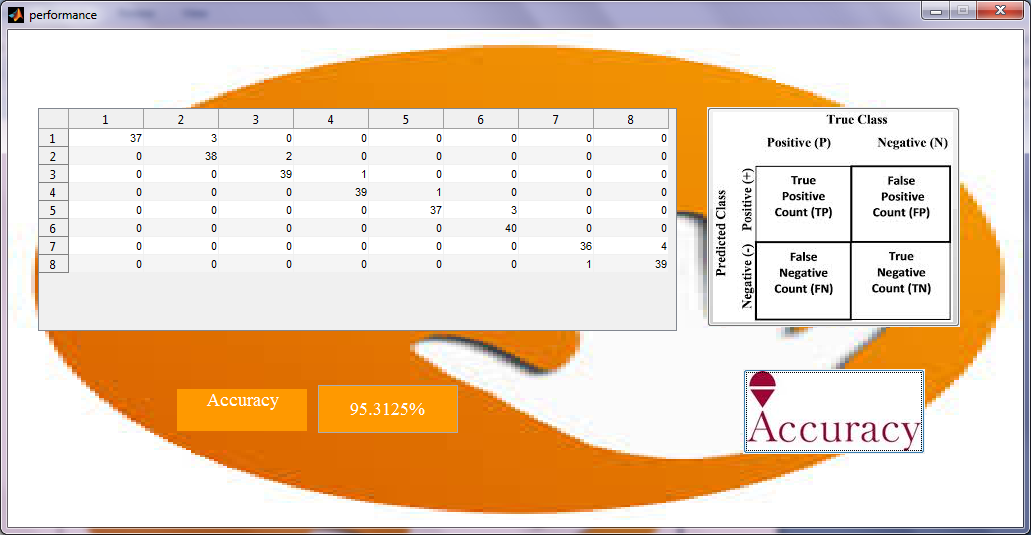 performance
1 2 3 4 5 6 7 8
1 37 3 0 0 0 0 0 0
2 0 38 2 0 0 0 0 0
3 0 0 39 1 0 0 0 0
4 0 0 0 39 1 0 0 0
5 0 0 0 0 37 3 0 0
6 0 0 0 0 0 40 0 0
7 0 0 0 0 0 0 36 4
8 0 0 0 0 0 0 1 39
True Class
Positive (P) Negative (N)
Predicted Class
Positive (+)
True
Positive
Count (TP)
False
Positive
Count (FP)
Negative (-)
False
Negative
Count (FN)
True
Negative
Count (TN)
Accuracy
95.3125%
Accuracy